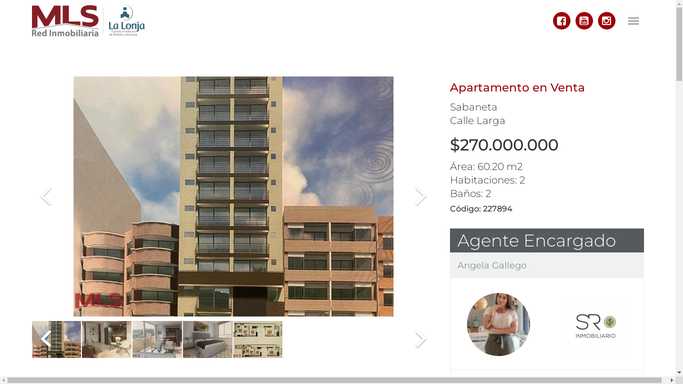 MLS
Red Inmobiliaria
La Lonja
Apartamento en Venta
Sabaneta
Calle Larga
$270.000.000
Área: 60.20 m2
Habitaciones: 2
Baños: 2
Código: 227894
Agente Encargado
Angela Gallego
MLS
SR
INMOBILIARIO